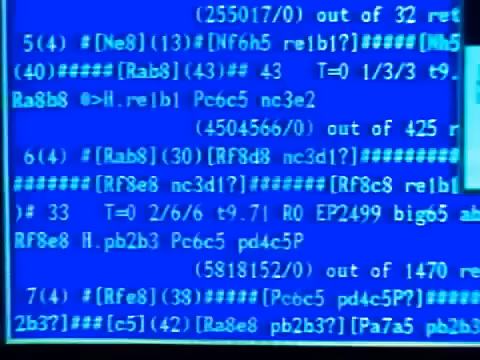 (255017/0) out of 32 ret
5(4) #[Ne8](13)#[Nf6h5 re1b1?]#####[Nh5
(40)#####[Rab8](43)## 43 T=0 1/3/3 t9.
Ra8b8 @>H.re1b1 Pc6c5 nc3e2
(4504566/0) out of 425 r
6(4) #[Rab8](30)[Rf8d8 nc3d1?]#########
#######[Rf8e8 nc3d1?]#######[Rf8c8 re1b1
)# 33 T=0 2/6/6 t9.71 R0 EP2499 big65 ab
RF8e8 H.pb2b3 Pc6c5 pd4c5P
(5818152/0) out of 1470 re
7(4) #[Rfe8](38)#####[Pc6c5 pd4c5P?]#####
2b3?]###[c5](42)[Ra8e8 pb2b3?][Pa7a5 pb2b3